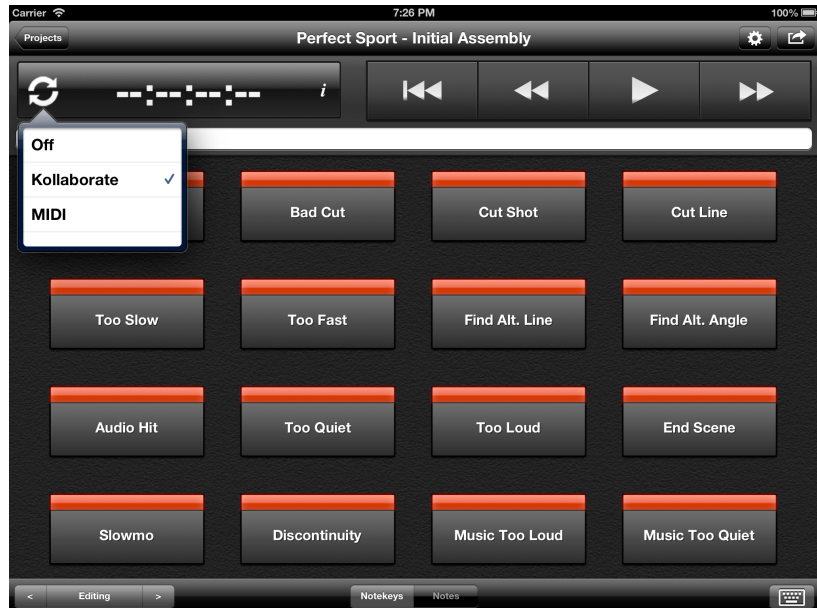 Carrier 7:26 PM 100%
Projects Perfect Sport - Initial Assembly
--:--:--:-- i
Off
Kollaborate ✓
MIDI
Bad Cut Cut Shot Cut Line
Too Slow Too Fast Find Alt. Line Find Alt. Angle
Audio Hit Too Quiet Too Loud End Scene
Slowmo Discontinuity Music Too Loud Music Too Quiet
< Editing > Notekeys Notes